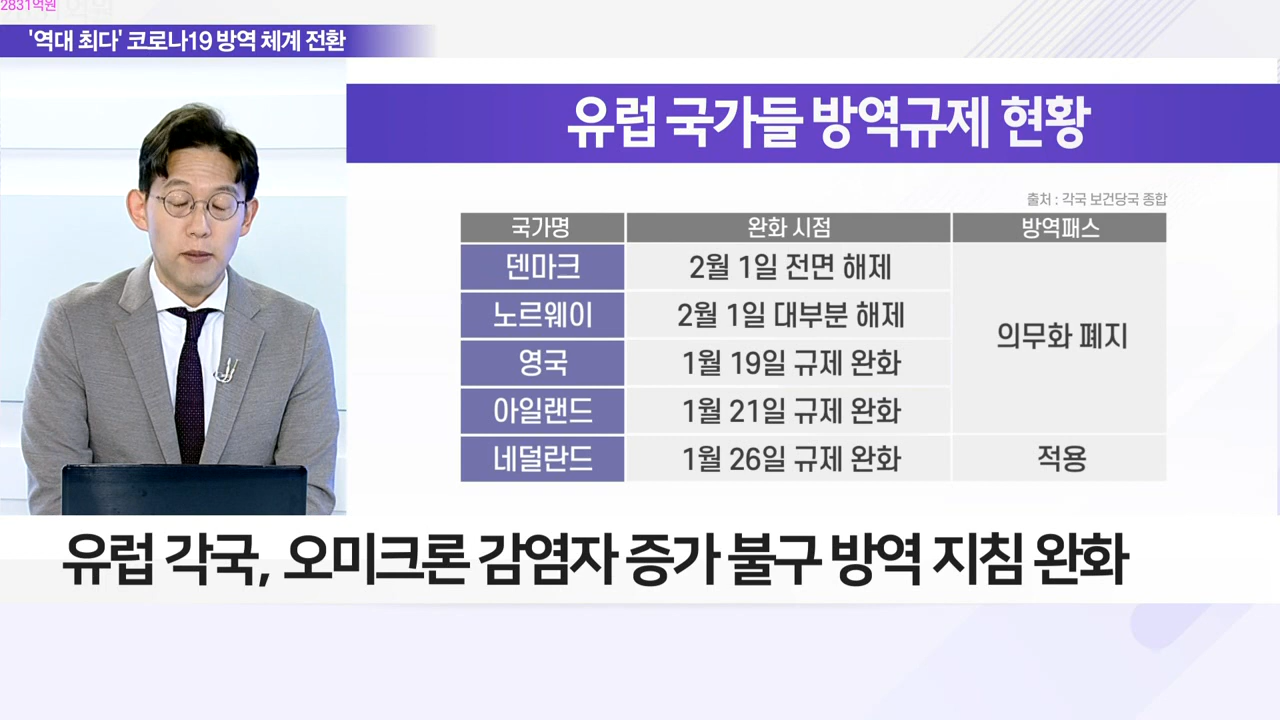 2831억원
'역대 최다' 코로나19 방역 체계 전환
유럽 국가들 방역규제 현황
출처 : 각국 보건당국 종합
국가명 완화 시점 방역패스
덴마크 2월 1일 전면 해제
노르웨이 2월 1일 대부분 해제
의무화 폐지
영국 1월 19일 규제 완화
아일랜드 1월 21일 규제 완화
네덜란드 1월 26일 규제 완화 적용
유럽 각국, 오미크론 감염자 증가 불구 방역 지침 완화